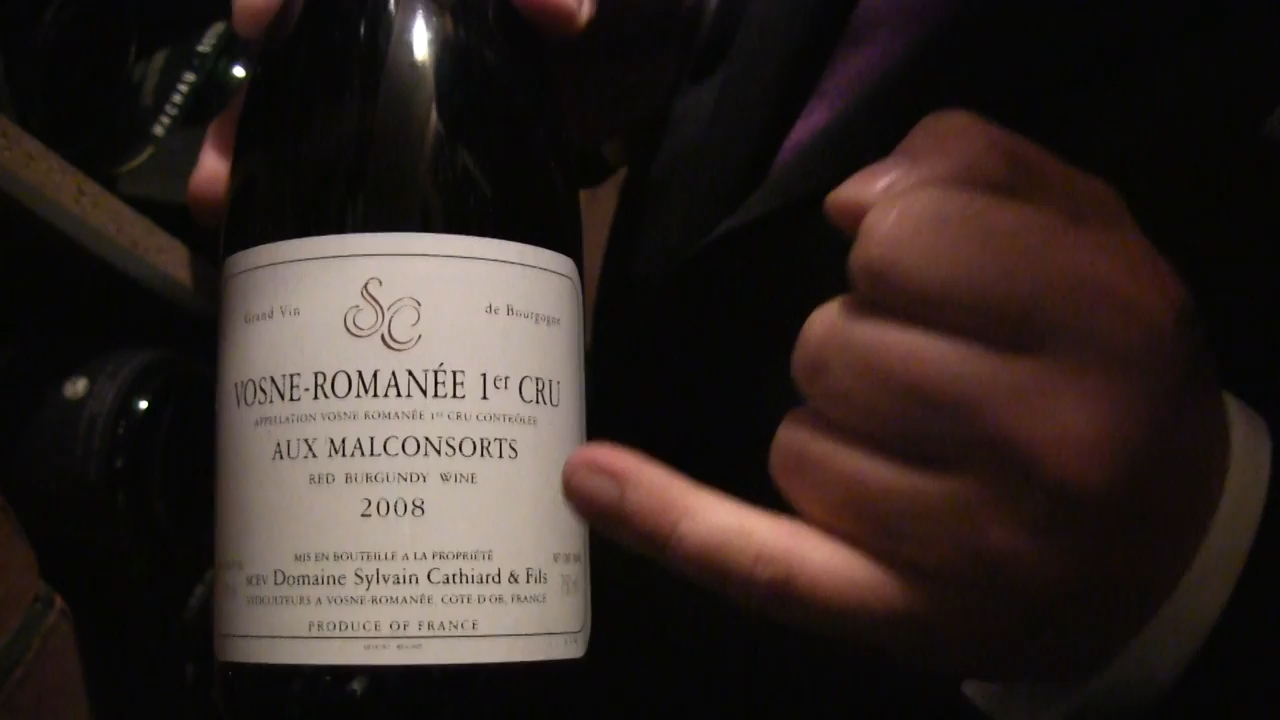 Grand Vin
SC
de Bourgogne
VOSNE-ROMANÉE 1er CRU
APPELLATION VOSNE-ROMANÉE 1er CRU CONTRÔLÉE
AUX MALCONSORTS
RED BURGUNDY WINE
2008
MIS EN BOUTEILLE A LA PROPRIÉTÉ
SCEV Domaine Sylvain Cathiard & Fils
VITICULTEURS A VOSNE-ROMANÉE, COTE-D'OR, FRANCE
PRODUCE OF FRANCE